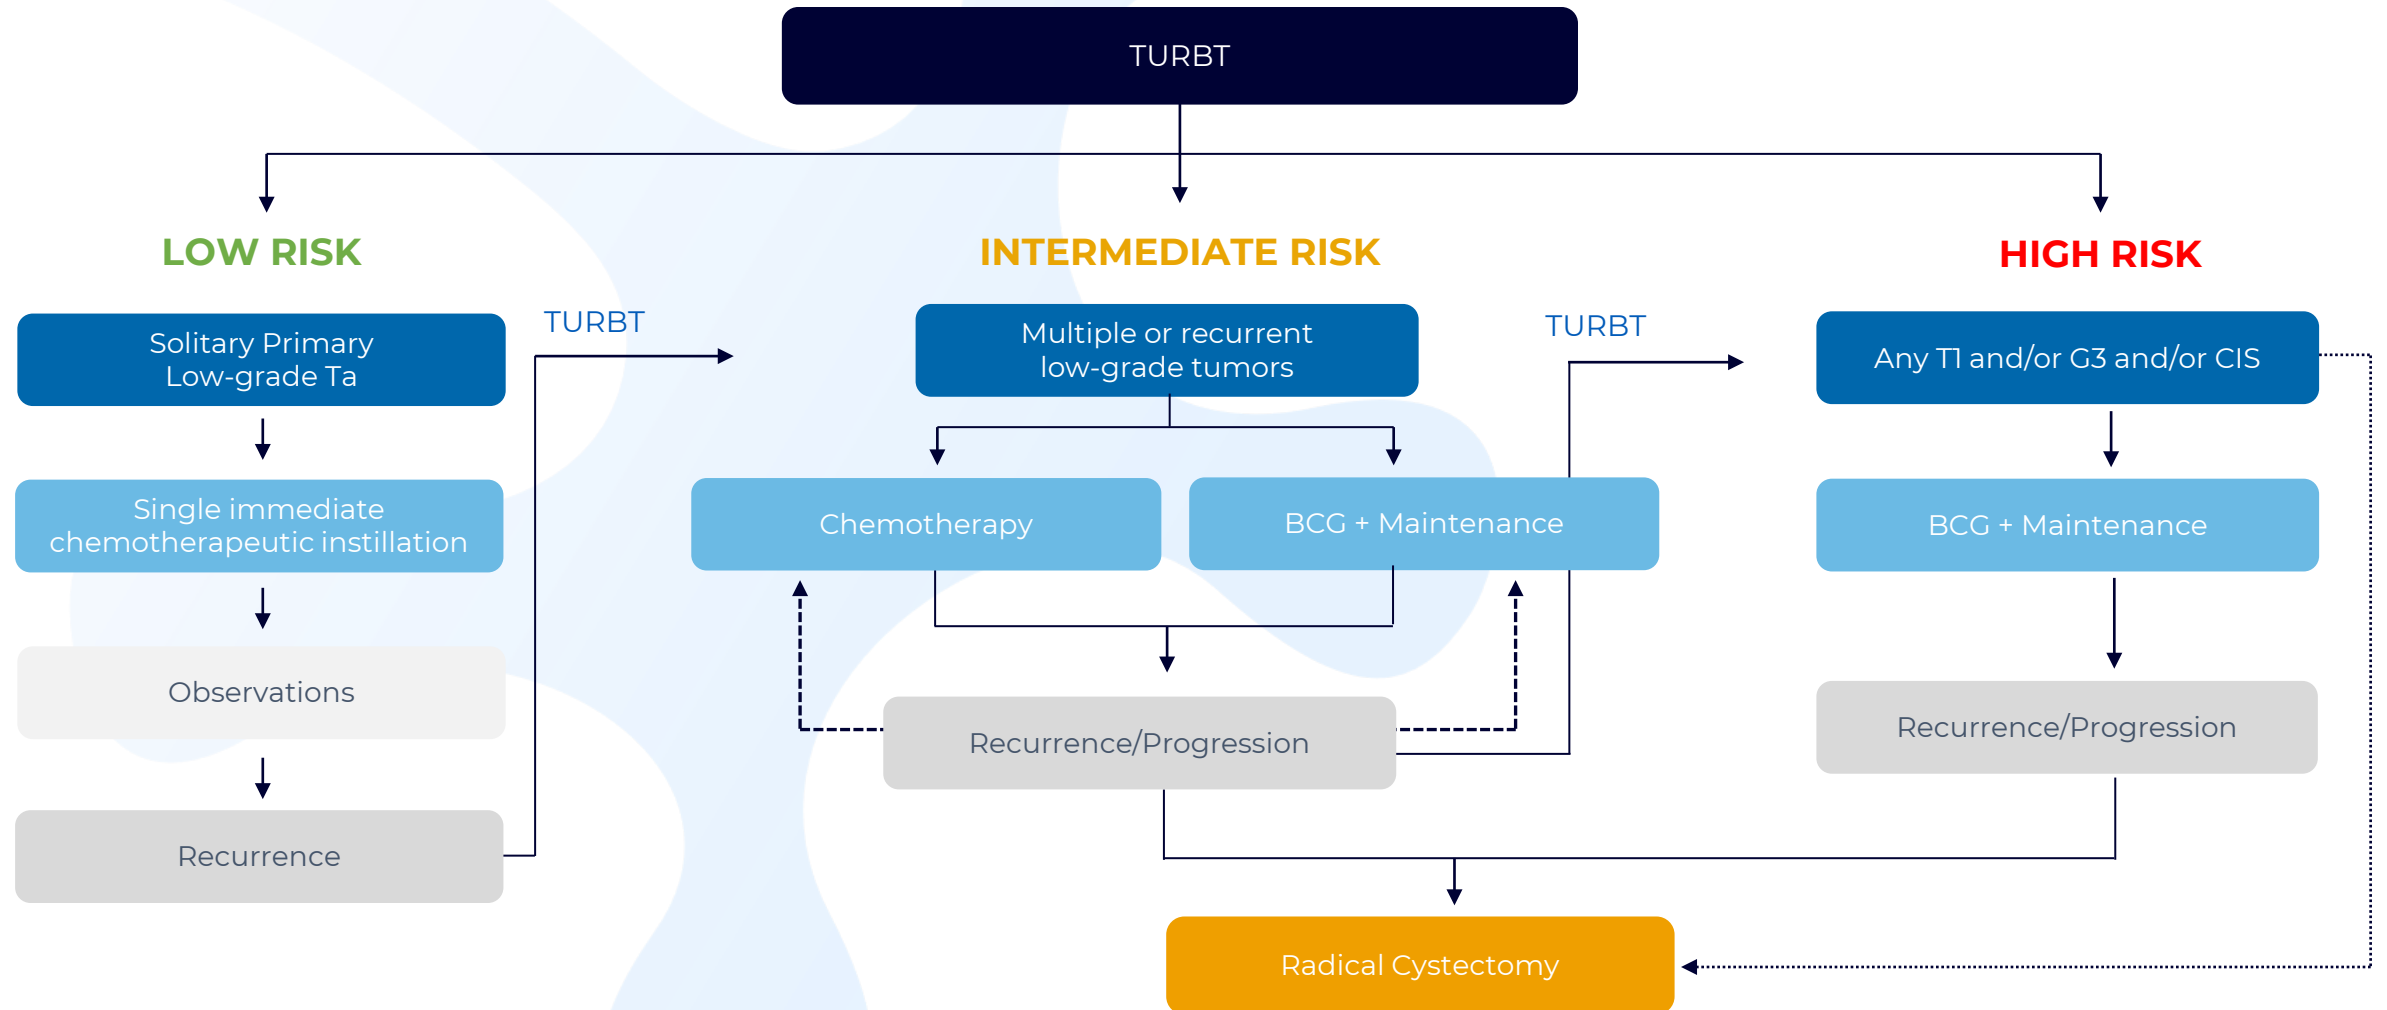 TURBT
LOW RISK
INTERMEDIATE RISK
HIGH RISK
Solitary Primary
Low-grade Ta
TURBT
Multiple or recurrent
low-grade tumors
TURBT
Any T1 and/or G3 and/or CIS
Single immediate
chemotherapeutic instillation
Chemotherapy
BCG + Maintenance
BCG + Maintenance
Observations
Recurrence/Progression
Recurrence/Progression
Recurrence
Radical Cystectomy